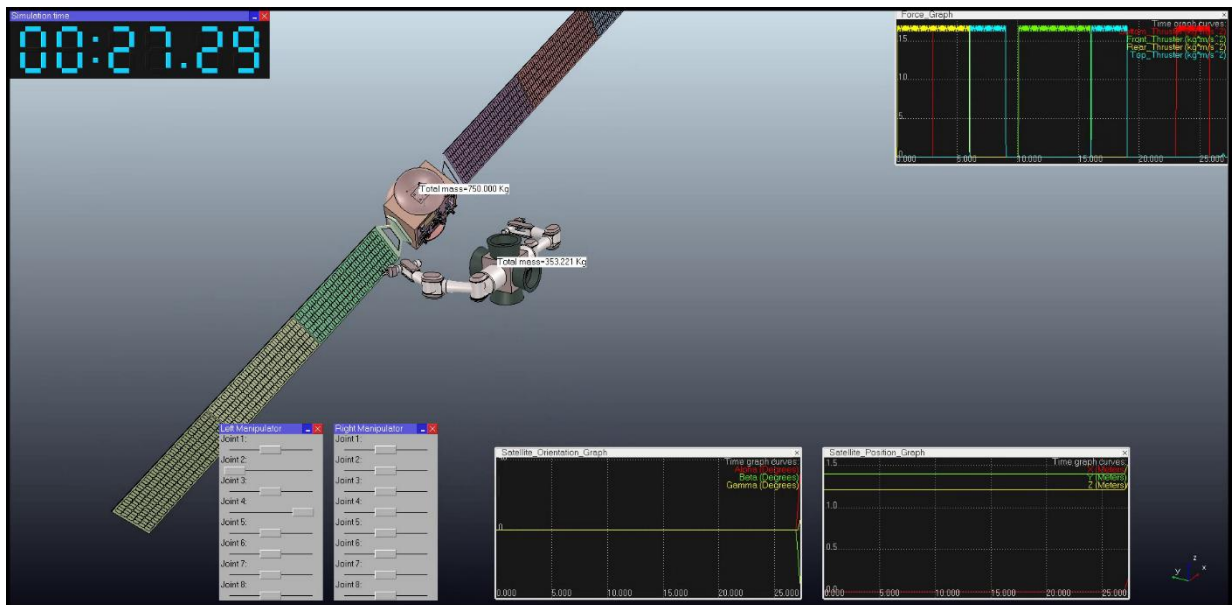 Simulation time
00:27.29
Force_Graph
Time graph curves:
Front_Thruster (kg*m/s^2)
Rear_Thruster (kg*m/s^2)
Top_Thruster (kg*m/s^2)
15
10
5
0
0.000 5.000 10.000 15.000 20.000 25.000
Total mass=750.000 Kg
Total mass=353.221 Kg
Left Manipulator
Joint 1:
Joint 2:
Joint 3:
Joint 4:
Joint 5:
Joint 6:
Joint 7:
Joint 8:
Right Manipulator
Joint 1:
Joint 2:
Joint 3:
Joint 4:
Joint 5:
Joint 6:
Joint 7:
Joint 8:
Satellite_Orientation_Graph
Time graph curves:
Alpha (Degrees)
Beta (Degrees)
Gamma (Degrees)
0
0.000 5.000 10.000 15.000 20.000 25.000
Satellite_Position_Graph
Time graph curves:
X (Meters)
Y (Meters)
Z (Meters)
1.5
1.0
0.5
0.0
0.000 5.000 10.000 15.000 20.000 25.000
z
y x